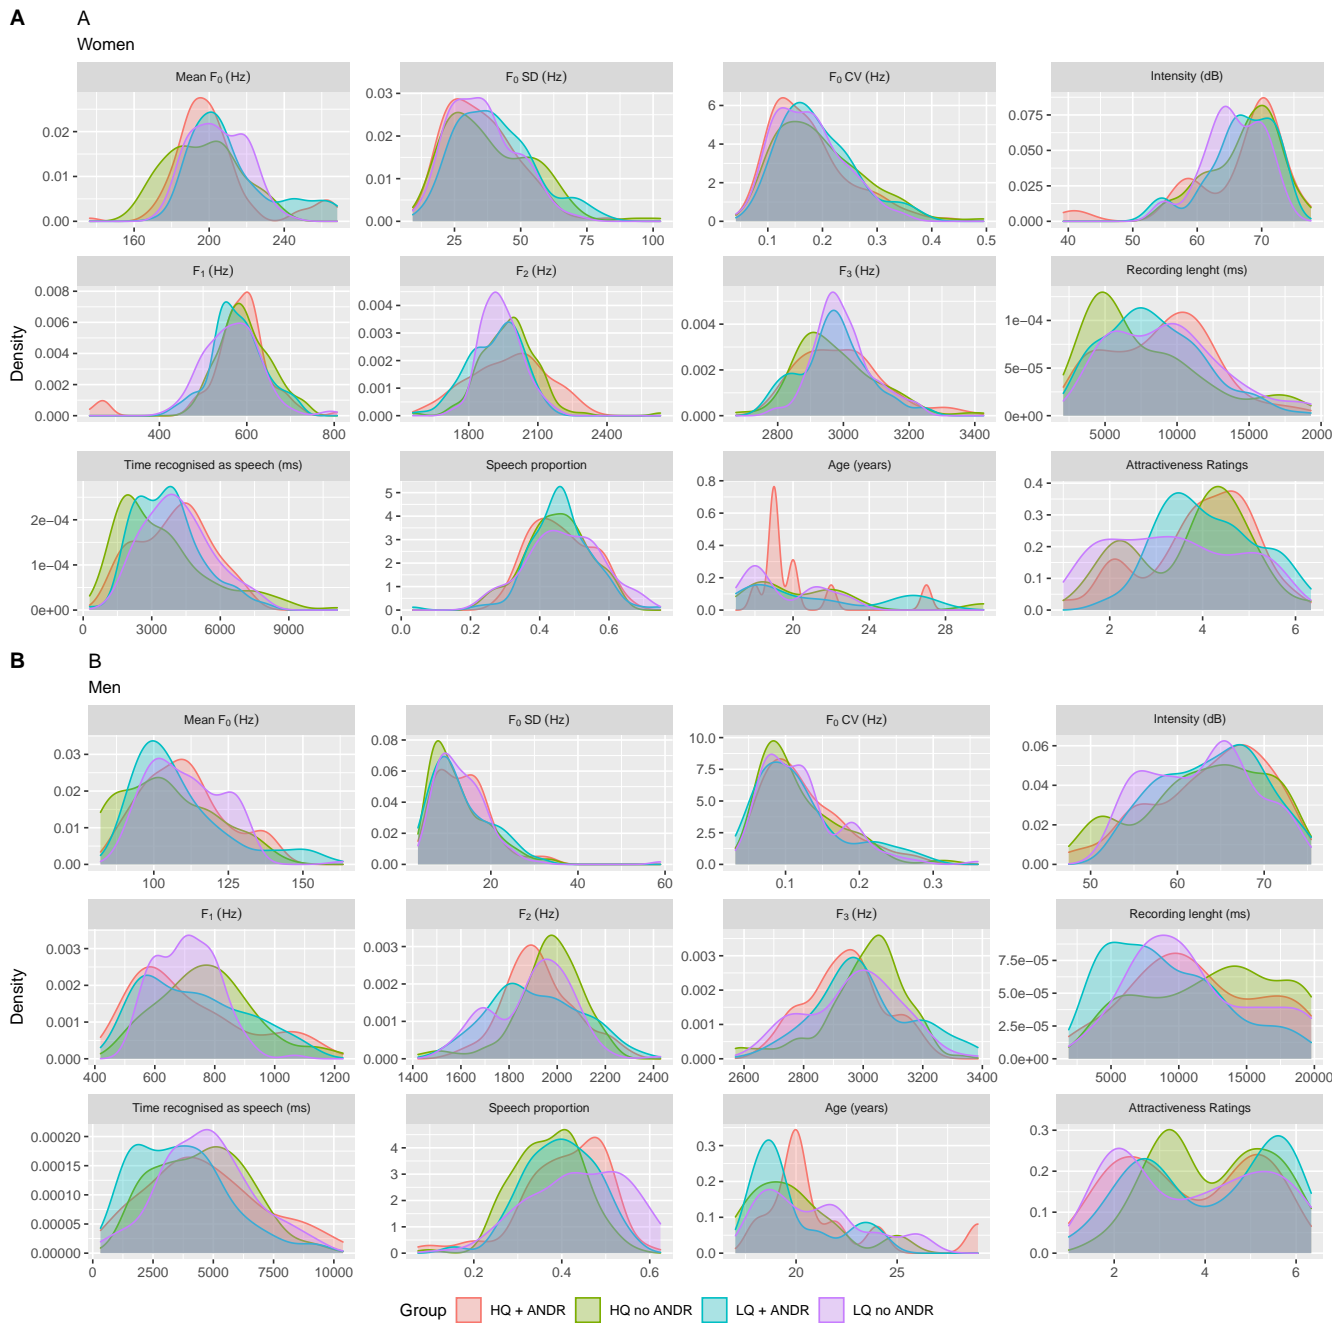 A
A
Women
Mean F0 (Hz)
F0 SD (Hz)
F0 CV (Hz)
Intensity (dB)
0.00 0.01 0.02
160 200 240
0.00 0.01 0.02 0.03
25 50 75 100
0 2 4 6
0.1 0.2 0.3 0.4 0.5
0.000 0.025 0.050 0.075
40 50 60 70
F1 (Hz)
F2 (Hz)
F3 (Hz)
Recording lenght (ms)
0.000 0.002 0.004 0.006 0.008
400 600 800
0.000 0.001 0.002 0.003 0.004
1800 2100 2400
0.000 0.002 0.004
2800 3000 3200 3400
0e+00 5e−05 1e−04
5000 10000 15000 2000
Density
Time recognised as speech (ms)
Speech proportion
Age (years)
Attractiveness Ratings
0e+00 1e−04 2e−04
0 3000 6000 9000
0 1 2 3 4 5
0.0 0.2 0.4 0.6
0.0 0.2 0.4 0.6 0.8
20 24 28
0.0 0.1 0.2 0.3 0.4
2 4 6
B
B
Men
Mean F0 (Hz)
F0 SD (Hz)
F0 CV (Hz)
Intensity (dB)
0.00 0.01 0.02 0.03
100 125 150
0.00 0.02 0.04 0.06 0.08
20 40 60
0.0 2.5 5.0 7.5 10.0
0.1 0.2 0.3
0.00 0.02 0.04 0.06
50 60 70
F1 (Hz)
F2 (Hz)
F3 (Hz)
Recording lenght (ms)
0.000 0.001 0.002 0.003
400 600 800 1000 1200
0.000 0.001 0.002 0.003
1400 1600 1800 2000 2200 2400
0.000 0.001 0.002 0.003
2600 2800 3000 3200 3400
0.0e+00 2.5e−05 5.0e−05 7.5e−05
5000 10000 15000 20000
Density
Time recognised as speech (ms)
Speech proportion
Age (years)
Attractiveness Ratings
0.00000 0.00005 0.00010 0.00015 0.00020
0 2500 5000 7500 10000
0 1 2 3 4
0.2 0.4 0.6
0.0 0.1 0.2 0.3
20 25
0.0 0.1 0.2 0.3
2 4 6
Group HQ + ANDR HQ no ANDR LQ + ANDR LQ no ANDR